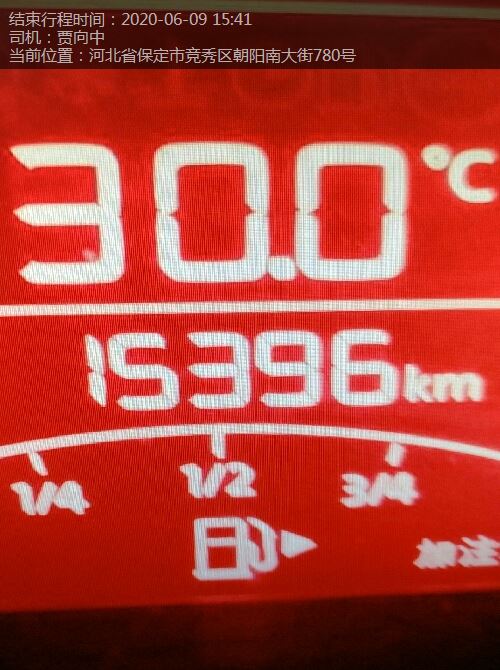 结束行程时间：2020-06-09 15:41
司机：贾向中
当前位置：河北省保定市竞秀区朝阳南大街780号
30.0°C
15396km
1/4 1/2 3/4
加注